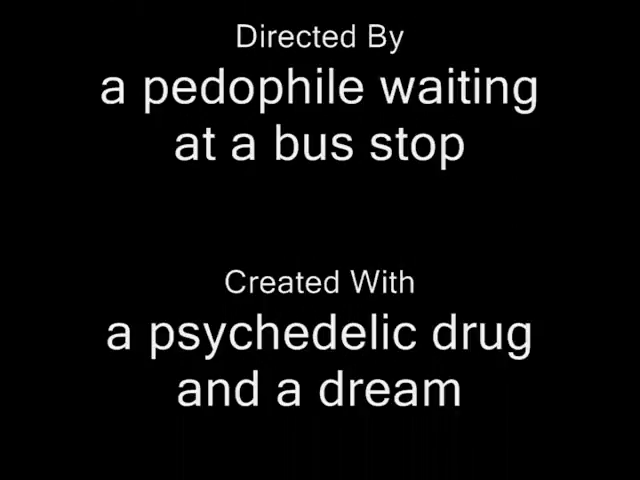 Directed By
a pedophile waiting
at a bus stop
Created With
a psychedelic drug
and a dream